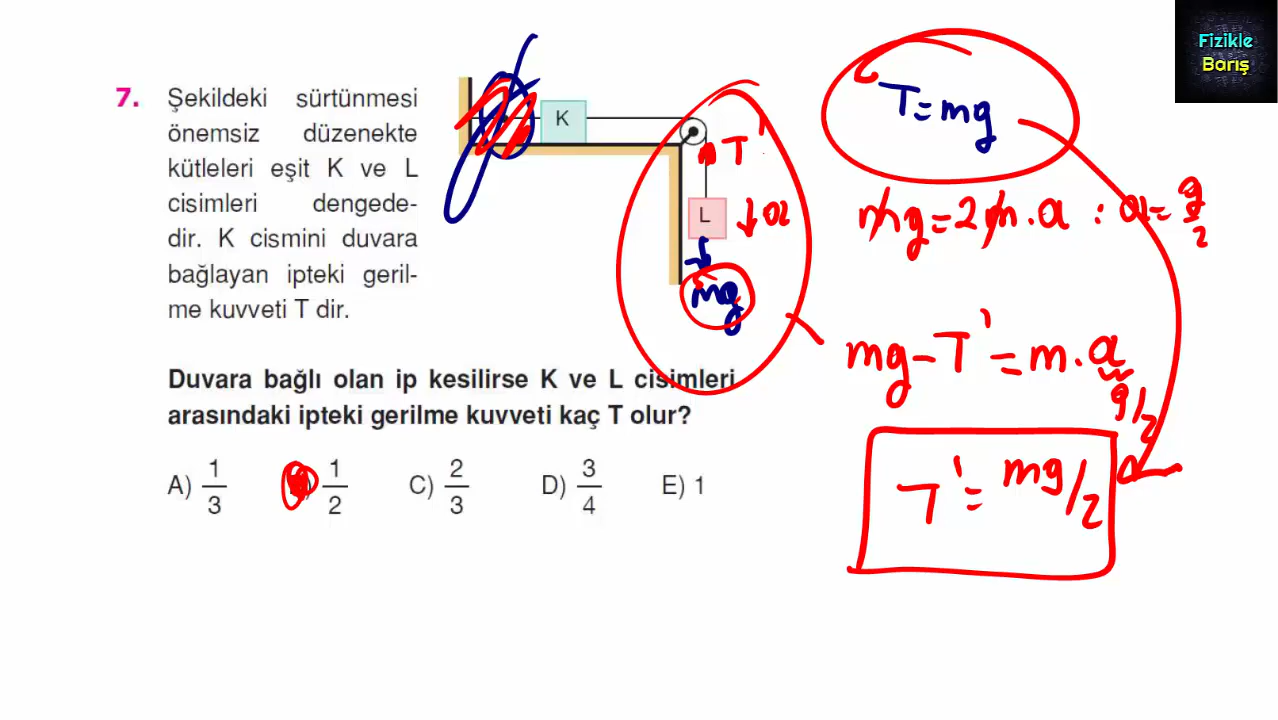 Fizikle
Barış
7. Şekildeki sürtünmesi
önemsiz düzenekte
kütleleri eşit K ve L
cisimleri dengede-
dir. K cismini duvara
bağlayan ipteki geril-
me kuvveti T dir.
K
T'
L
a
mg
T=mg
mg=2m.a : a=g/2
mg-T'=m.a
g/2
T'=mg/2
Duvara bağlı olan ip kesilirse K ve L cisimleri
arasındaki ipteki gerilme kuvveti kaç T olur?
A) 1/3 1/2 C) 2/3 D) 3/4 E) 1